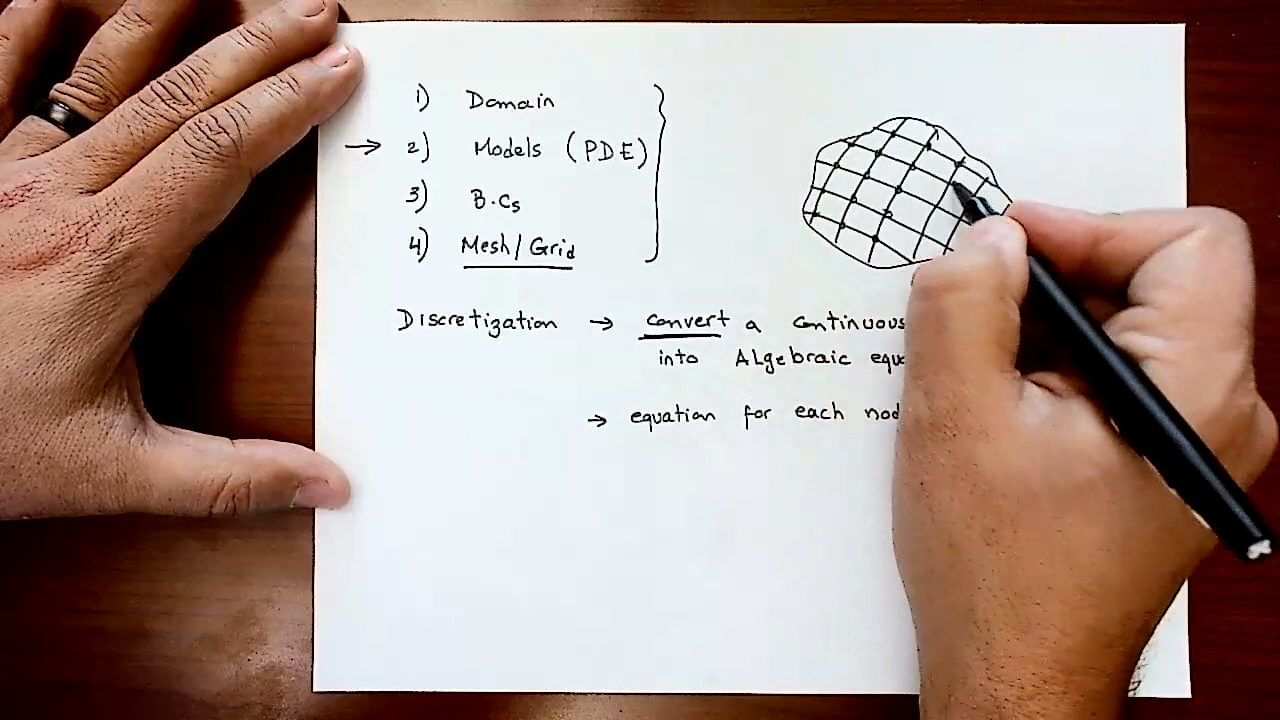 1) Domain
→ 2) Models (PDE)
3) B.Cs
4) Mesh/Grid
Discretization → convert a continuous
into Algebraic
→ equation for each